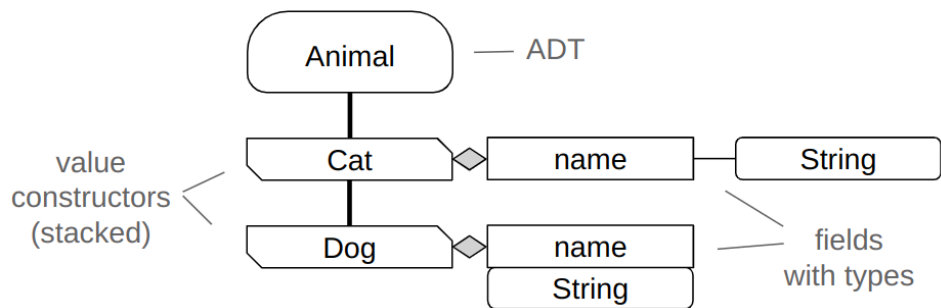 Animal
ADT
value
constructors
(stacked)
Cat
name
String
Dog
name
String
fields
with types